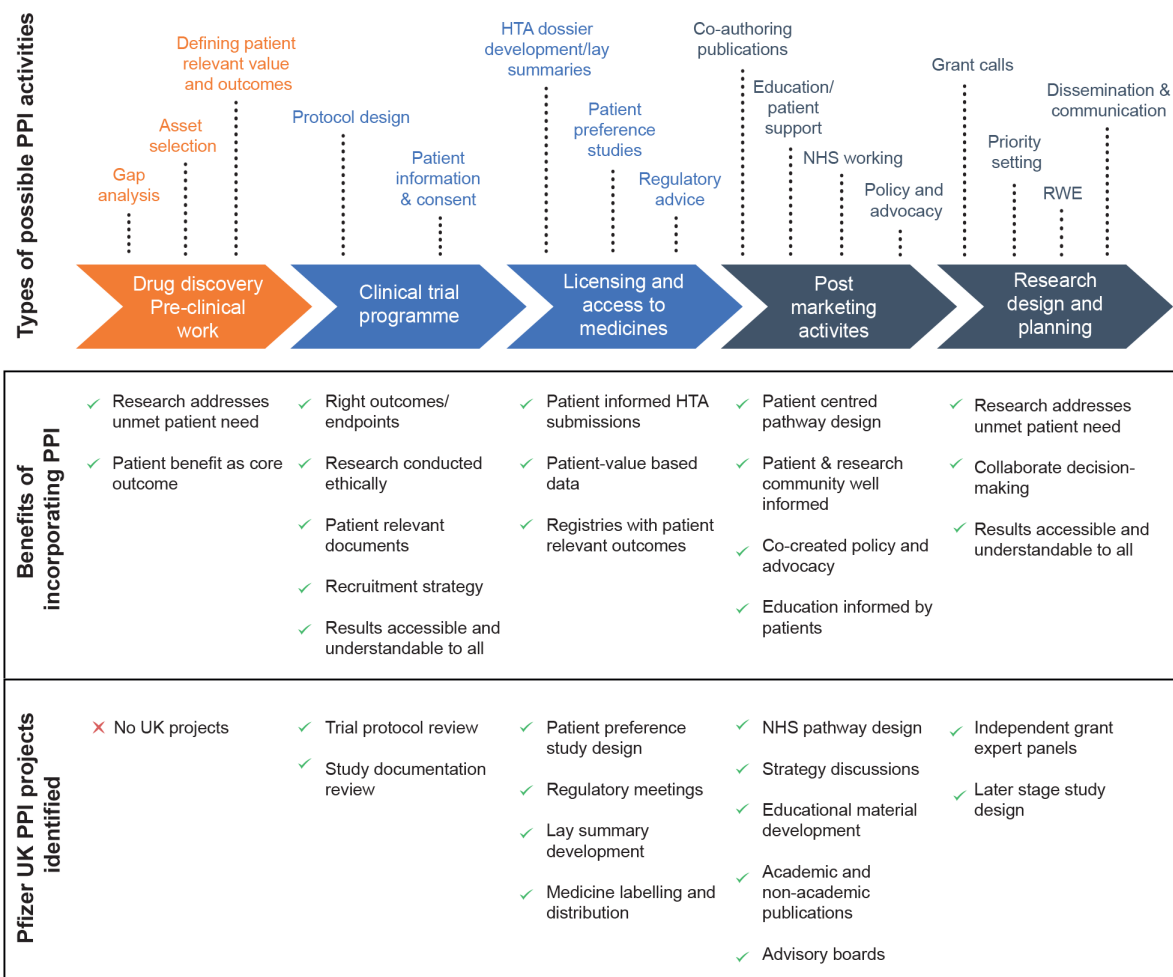 Types of possible PPI activities
Defining patient
relevant value
and outcomes
Asset
selection
Gap
analysis
Protocol design
Patient
information
& consent
HTA dossier
development/lay
summaries
Patient
preference
studies
Regulatory
advice
Co-authoring
publications
Education/
patient
support
NHS working
Policy and
advocacy
Grant calls
Priority
setting
RWE
Dissemination &
communication
Drug discovery
Pre-clinical
work
Clinical trial
programme
Licensing and
access to
medicines
Post
marketing
activites
Research
design and
planning
Benefits of
incorporating PPI
Research addresses
unmet patient need
Patient benefit as core
outcome
Right outcomes/
endpoints
Research conducted
ethically
Patient relevant
documents
Recruitment strategy
Results accessible and
understandable to all
Patient informed HTA
submissions
Patient-value based
data
Registries with patient
relevant outcomes
Patient centred
pathway design
Patient & research
community well
informed
Co-created policy and
advocacy
Education informed by
patients
Research addresses
unmet patient need
Collaborate decision-
making
Results accessible and
understandable to all
Pfizer UK PPI projects
identified
No UK projects
Trial protocol review
Study documentation
review
Patient preference
study design
Regulatory meetings
Lay summary
development
Medicine labelling and
distribution
NHS pathway design
Strategy discussions
Educational material
development
Academic and
non-academic
publications
Advisory boards
Independent grant
expert panels
Later stage study
design